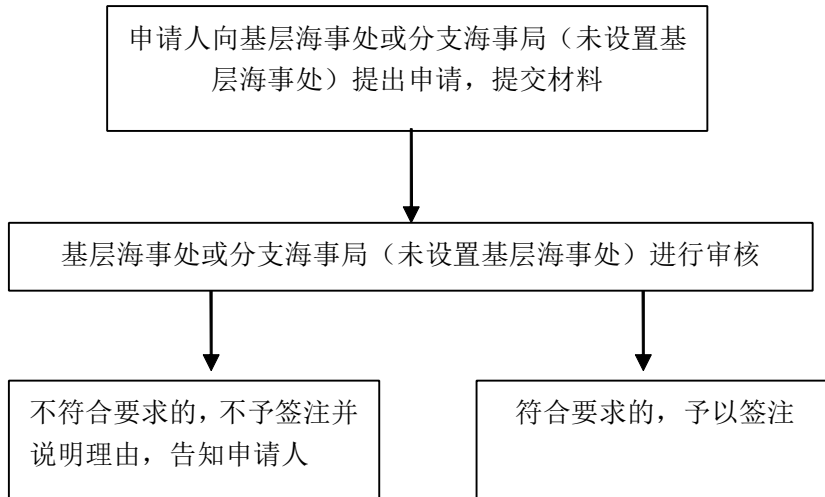 申请人向基层海事处或分支海事局（未设置基
层海事处）提出申请，提交材料
基层海事处或分支海事局（未设置基层海事处）进行审核
不符合要求的，不予签注并
说明理由，告知申请人
符合要求的，予以签注